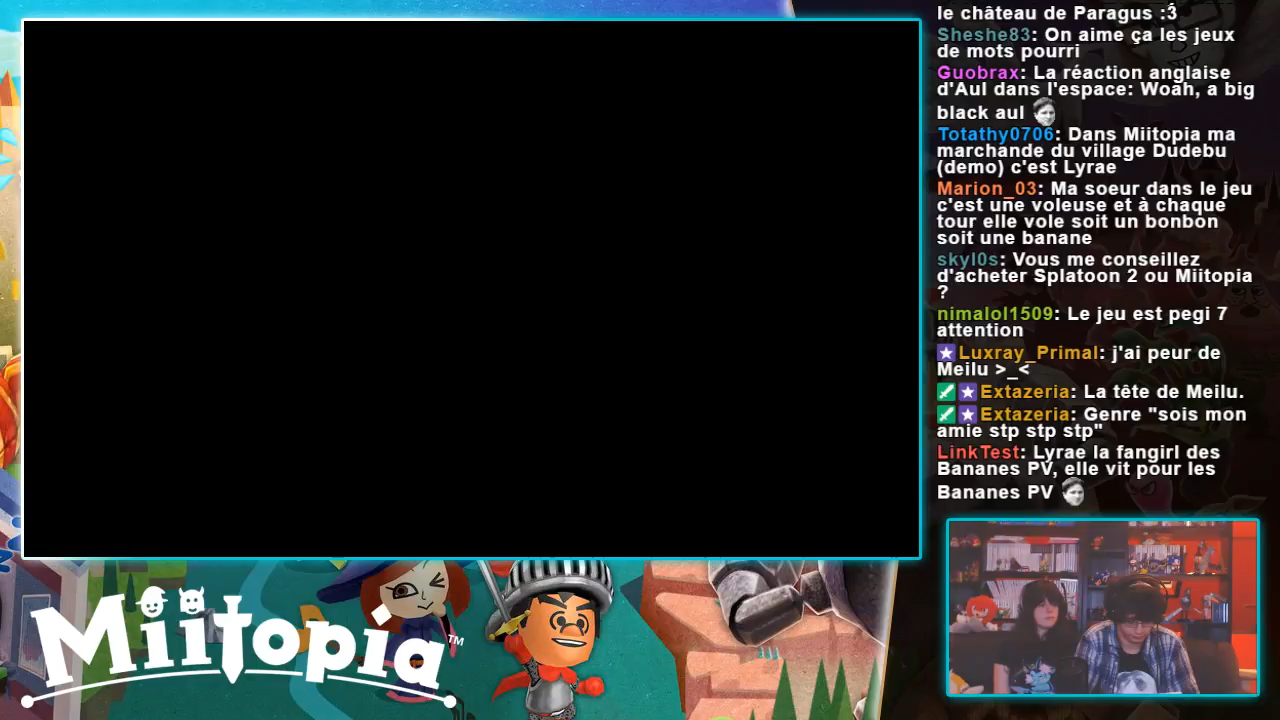 le château de Paragus :3
Sheshe83: On aime ça les jeux
de mots pourri
Guobrax: La réaction anglaise
d'Aul dans l'espace: Woah, a big
black aul
Totathy0706: Dans Miitopia ma
marchande du village Dudebu
(demo) c'est Lyrae
Marion_03: Ma soeur dans le jeu
c'est une voleuse et à chaque
tour elle vole soit un bonbon
soit une banane
skyl0s: Vous me conseillez
d'acheter Splatoon 2 ou Miitopia
?
nimalol1509: Le jeu est pegi 7
attention
Luxray_Primal: j'ai peur de
Meilu >_<
Extazeria: La tête de Meilu.
Extazeria: Genre "sois mon
amie stp stp stp"
LinkTest: Lyrae la fangirl des
Bananes PV, elle vit pour les
Bananes PV
Miitopia™